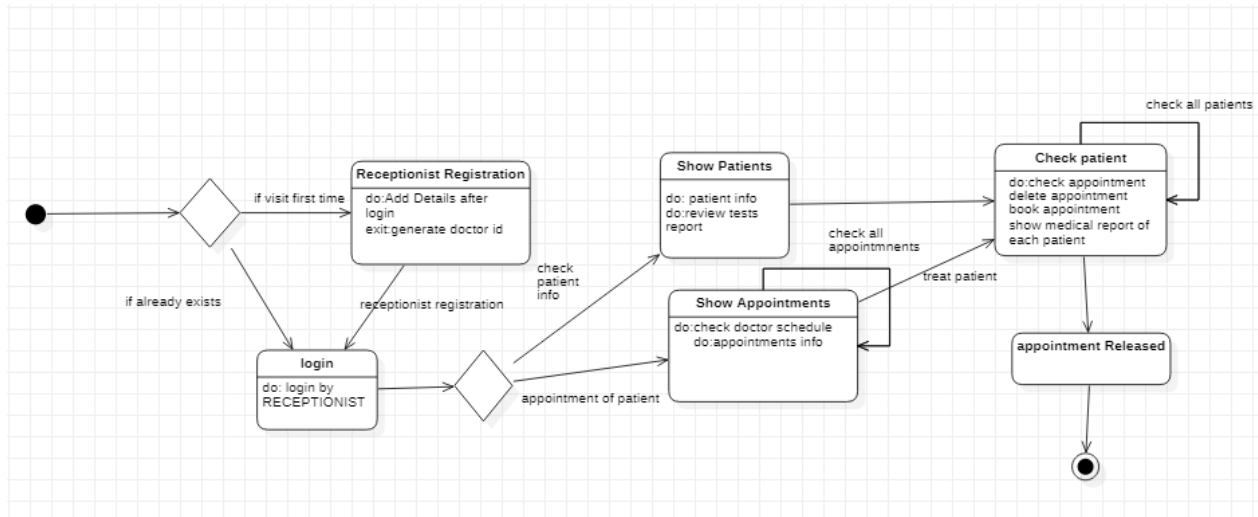 check all patients
if visit first time
Receptionist Registration
do:Add Details after
login
exit:generate doctor id
if already exists
receptionist registration
login
do: login by
RECEPTIONIST
check
patient
info
appointment of patient
Show Patients
do: patient info
do:review tests
report
check all
appointmnents
Show Appointments
do:check doctor schedule
do:appointments info
treat patient
Check patient
do:check appointment
delete appointment
book appointment
show medical report of
each patient
appointment Released